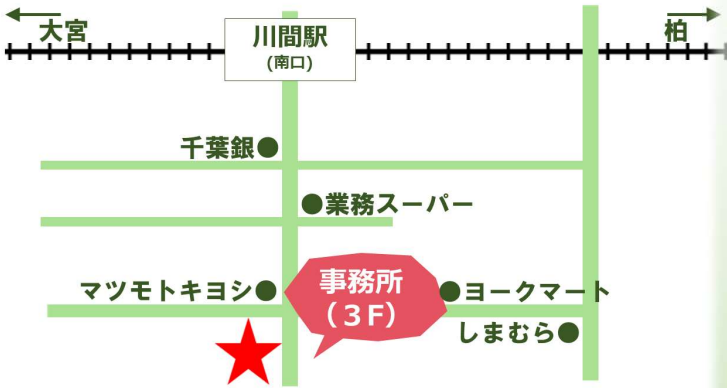 大宮
川間駅
(南口)
柏
千葉銀●
●業務スーパー
マツモトキヨシ●
事務所
(3F)
●ヨークマート
しまむら●